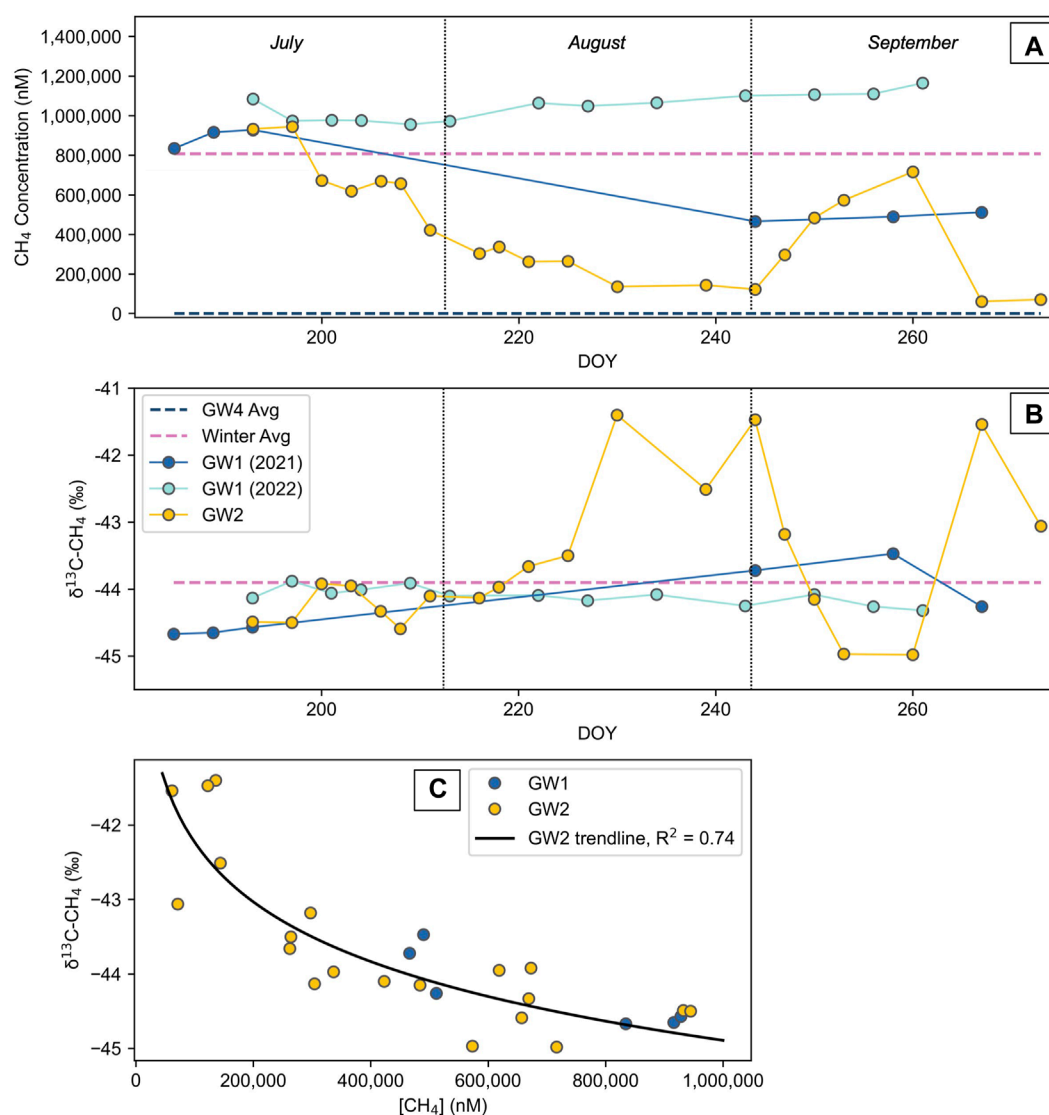 July
August
September
A
1,400,000
1,200,000
1,000,000
800,000
600,000
400,000
200,000
0
CH₄ Concentration (nM)
200
220
240
260
DOY
B
-41
-42
-43
-44
-45
δ¹³C-CH₄ (‰)
GW4 Avg
Winter Avg
GW1 (2021)
GW1 (2022)
GW2
200
220
240
260
DOY
C
GW1
GW2
GW2 trendline, R² = 0.74
−42
−43
−44
−45
δ¹³C-CH₄ (‰)
0
200,000
400,000
600,000
800,000
1,000,000
[CH₄] (nM)